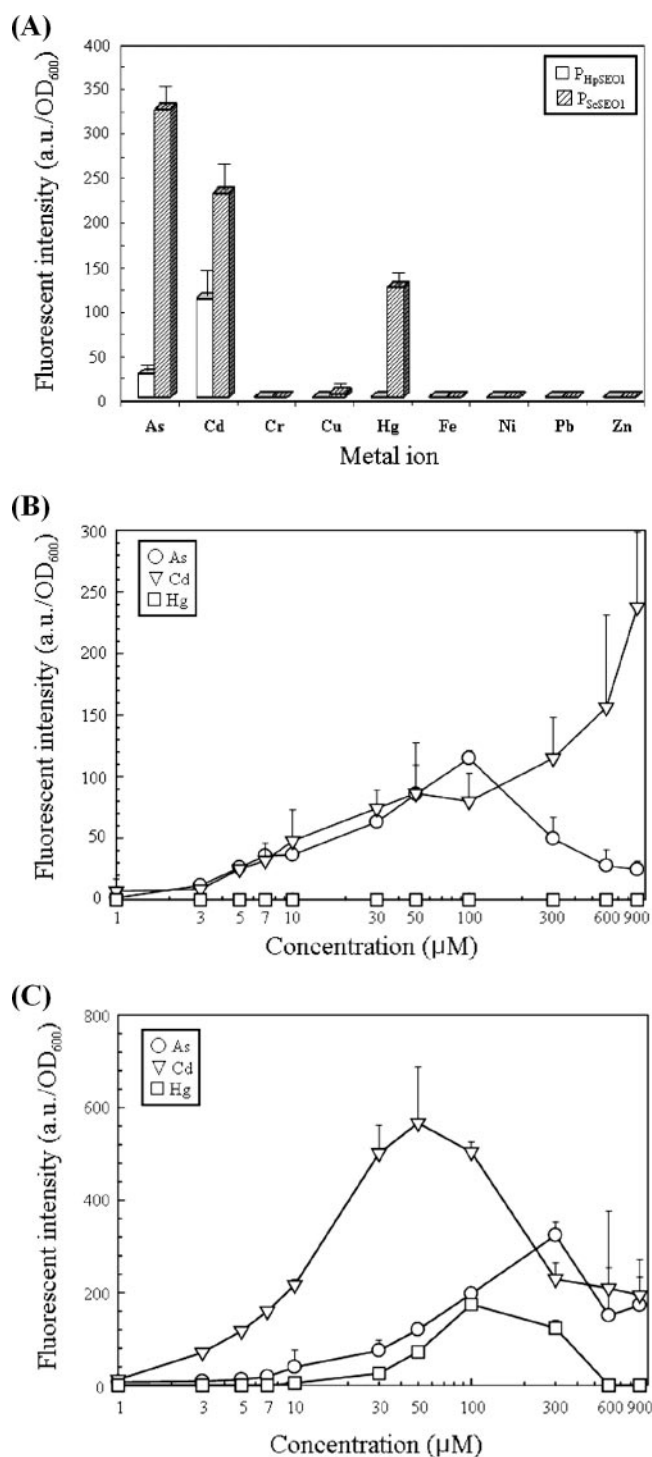 (A)
Fluorescent intensity (a.u./OD600)
400
350
300
250
200
150
100
50
0
PHpSEO1
PScSEO1
As Cd Cr Cu Hg Fe Ni Pb Zn
Metal ion
(B)
Fluorescent intensity (a.u./OD600)
300
250
200
150
100
50
0
As
Cd
Hg
1 3 5 7 10 30 50 100 300 600 900
Concentration (µM)
(C)
Fluorescent intensity (a.u./OD600)
800
600
400
200
0
As
Cd
Hg
1 3 5 7 10 30 50 100 300 600 900
Concentration (µM)